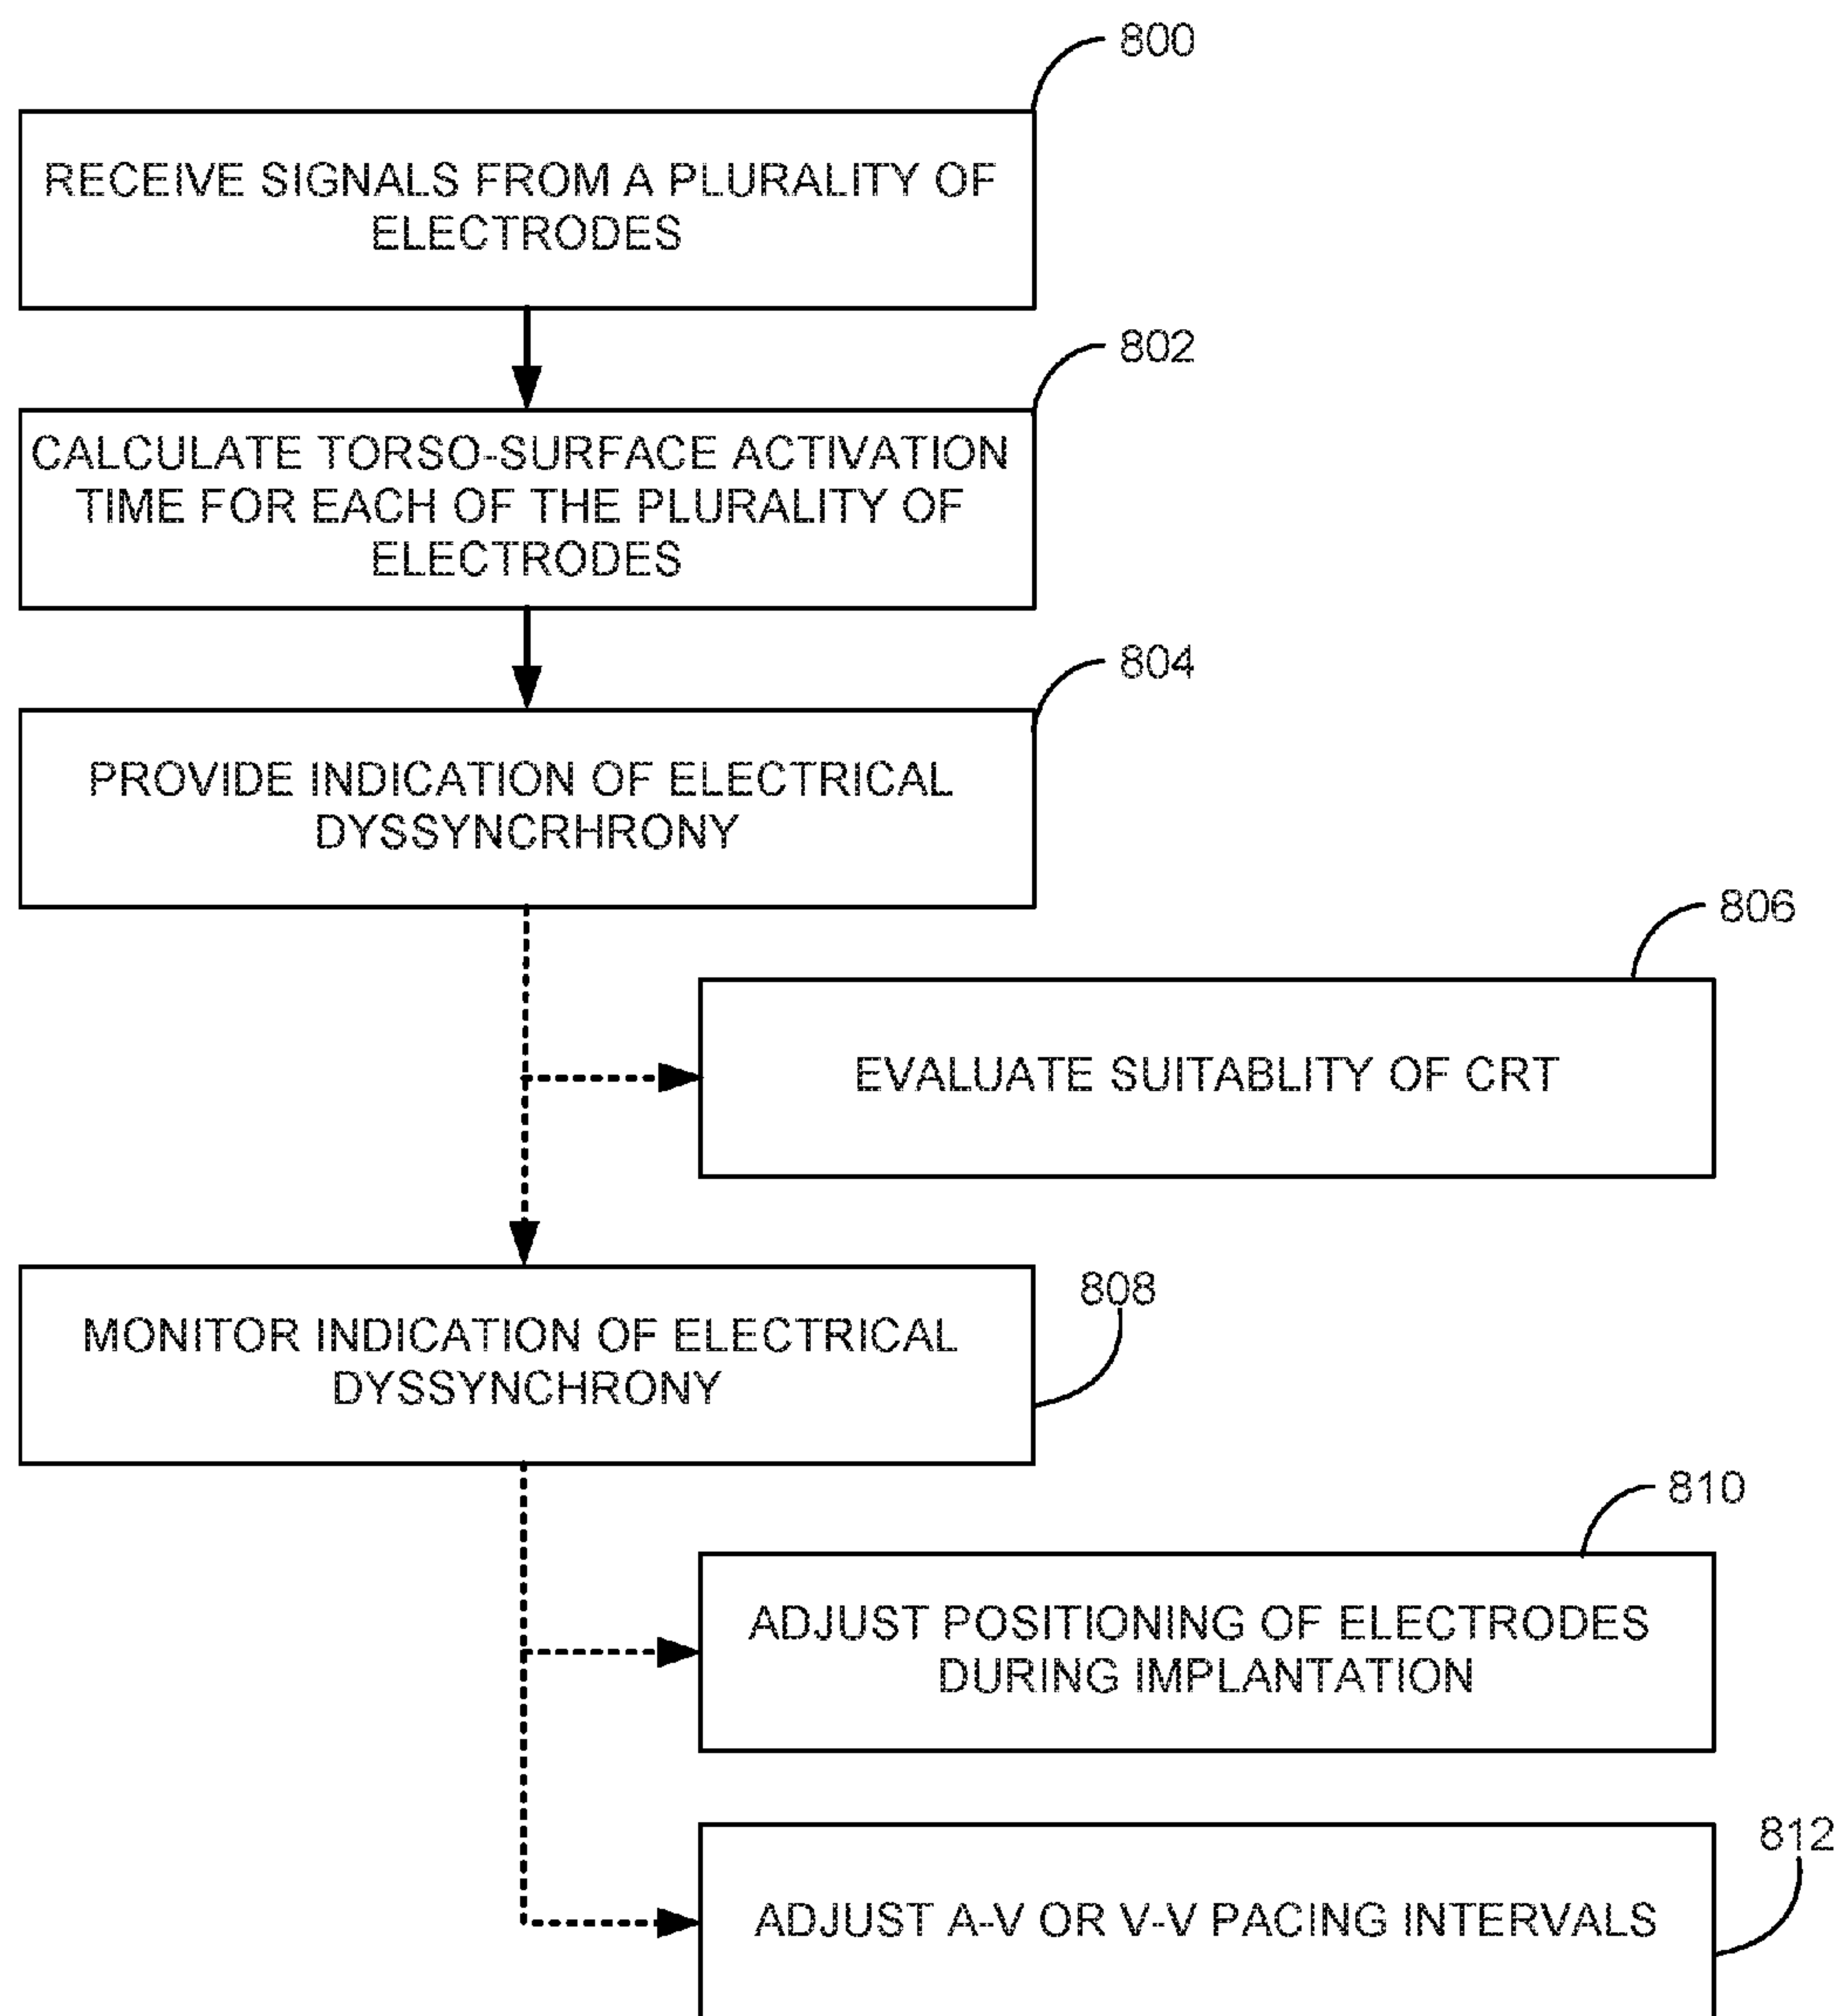 800
RECEIVE SIGNALS FROM A PLURALITY OF
ELECTRODES
802
CALCULATE TORSO-SURFACE ACTIVATION
TIME FOR EACH OF THE PLURALITY OF
ELECTRODES
804
PROVIDE INDICATION OF ELECTRICAL
DYSSYNCRHRONY
806
EVALUATE SUITABLITY OF CRT
808
MONITOR INDICATION OF ELECTRICAL
DYSSYNCHRONY
810
ADJUST POSITIONING OF ELECTRODES
DURING IMPLANTATION
812
ADJUST A-V OR V-V PACING INTERVALS